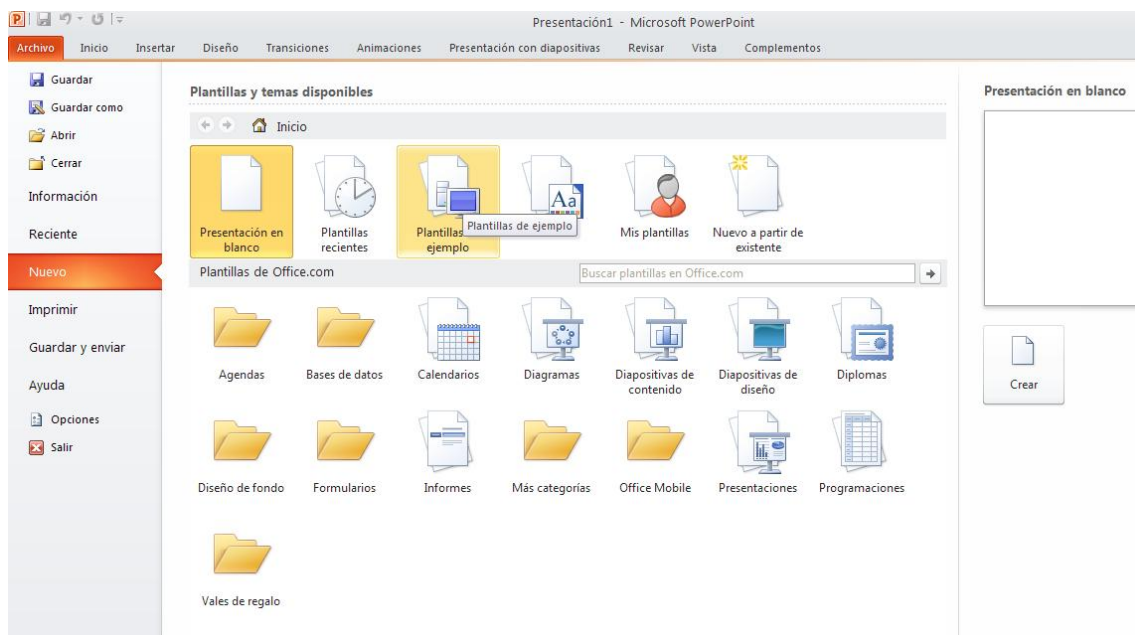 Presentación1 - Microsoft PowerPoint
Archivo Inicio Insertar Diseño Transiciones Animaciones Presentación con diapositivas Revisar Vista Complementos
Guardar
Guardar como
Abrir
Cerrar
Información
Reciente
Nuevo
Imprimir
Guardar y enviar
Ayuda
Opciones
Salir
Plantillas y temas disponibles
Inicio
Presentación en
blanco
Plantillas
recientes
Plantillas
ejemplo
Aa
Plantillas de ejemplo
Mis plantillas
Nuevo a partir de
existente
Plantillas de Office.com
Buscar plantillas en Office.com
Agendas
Bases de datos
Calendarios
Diagramas
Diapositivas de
contenido
Diapositivas de
diseño
Diplomas
Diseño de fondo
Formularios
Informes
Más categorías
Office Mobile
Presentaciones
Programaciones
Vales de regalo
Presentación en blanco
Crear